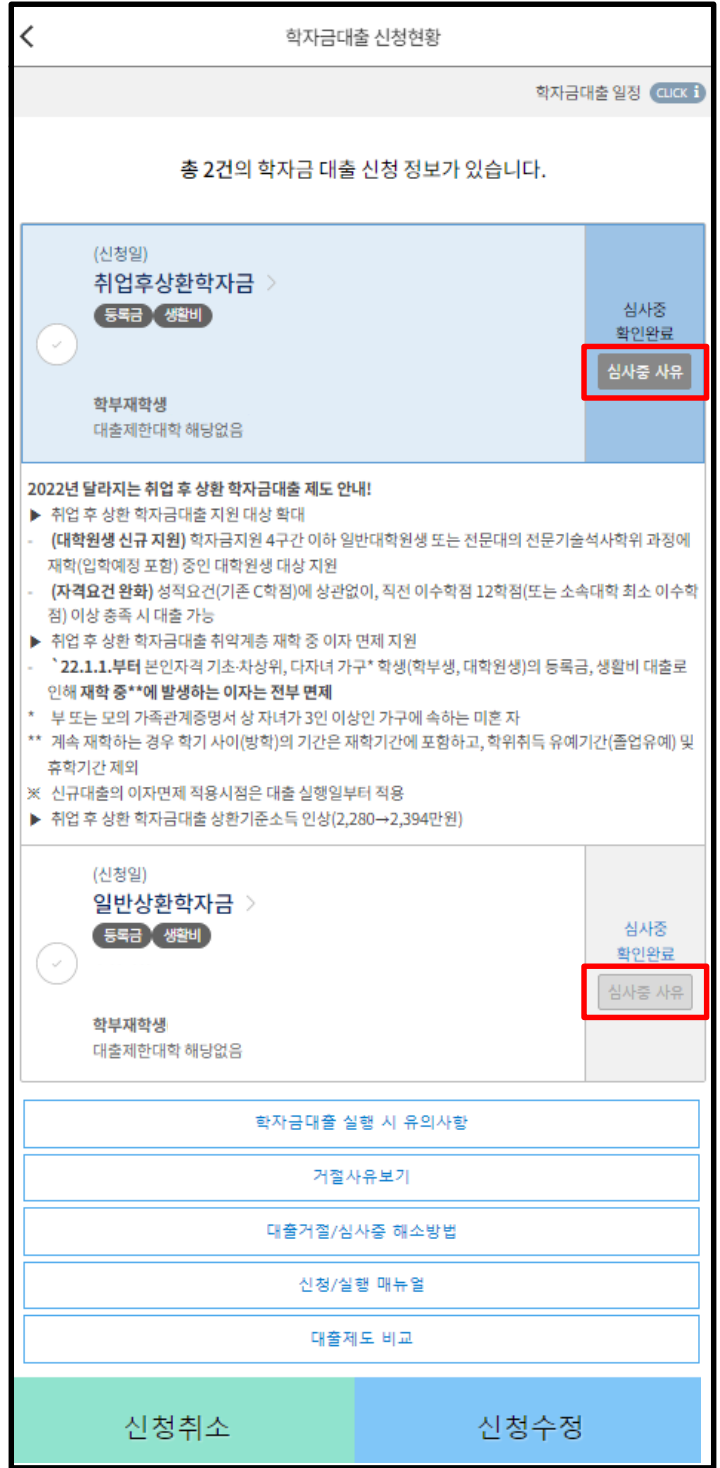 학자금대출 신청현황
학자금대출 일정 CLICK i
총 2건의 학자금 대출 신청 정보가 있습니다.
(신청일)
취업후상환학자금 >
등록금 생활비
심사중
확인완료
심사중 사유
학부재학생
대출제한대학 해당없음
2022년 달라지는 취업 후 상환 학자금대출 제도 안내!
▶ 취업 후 상환 학자금대출 지원 대상 확대
- (대학원생 신규 지원) 학자금지원 4구간 이하 일반대학원생 또는 전문대의 전문기술석사학위 과정에
재학(입학예정 포함) 중인 대학원생 대상 지원
- (자격요건 완화) 성적요건(기존 C학점)에 상관없이, 직전 이수학점 12학점(또는 소속대학 최소 이수학
점) 이상 충족 시 대출 가능
▶ 취업 후 상환 학자금대출 취약계층 재학 중 이자 면제 지원
- `22.1.1.부터 본인자격 기초·차상위, 다자녀 가구* 학생(학부생, 대학원생)의 등록금, 생활비 대출로
인해 재학 중**에 발생하는 이자는 전부 면제
* 부 또는 모의 가족관계증명서 상 자녀가 3인 이상인 가구에 속하는 미혼 자
** 계속 재학하는 경우 학기 사이(방학)의 기간은 재학기간에 포함하고, 학위취득 유예기간(졸업유예) 및
휴학기간 제외
※ 신규대출의 이자면제 적용시점은 대출 실행일부터 적용
▶ 취업 후 상환 학자금대출 상환기준소득 인상(2,280→2,394만원)
(신청일)
일반상환학자금 >
등록금 생활비
심사중
확인완료
심사중 사유
학부재학생
대출제한대학 해당없음
학자금대출 실행 시 유의사항
거절사유보기
대출거절/심사중 해소방법
신청/실행 매뉴얼
대출제도 비교
신청취소 신청수정